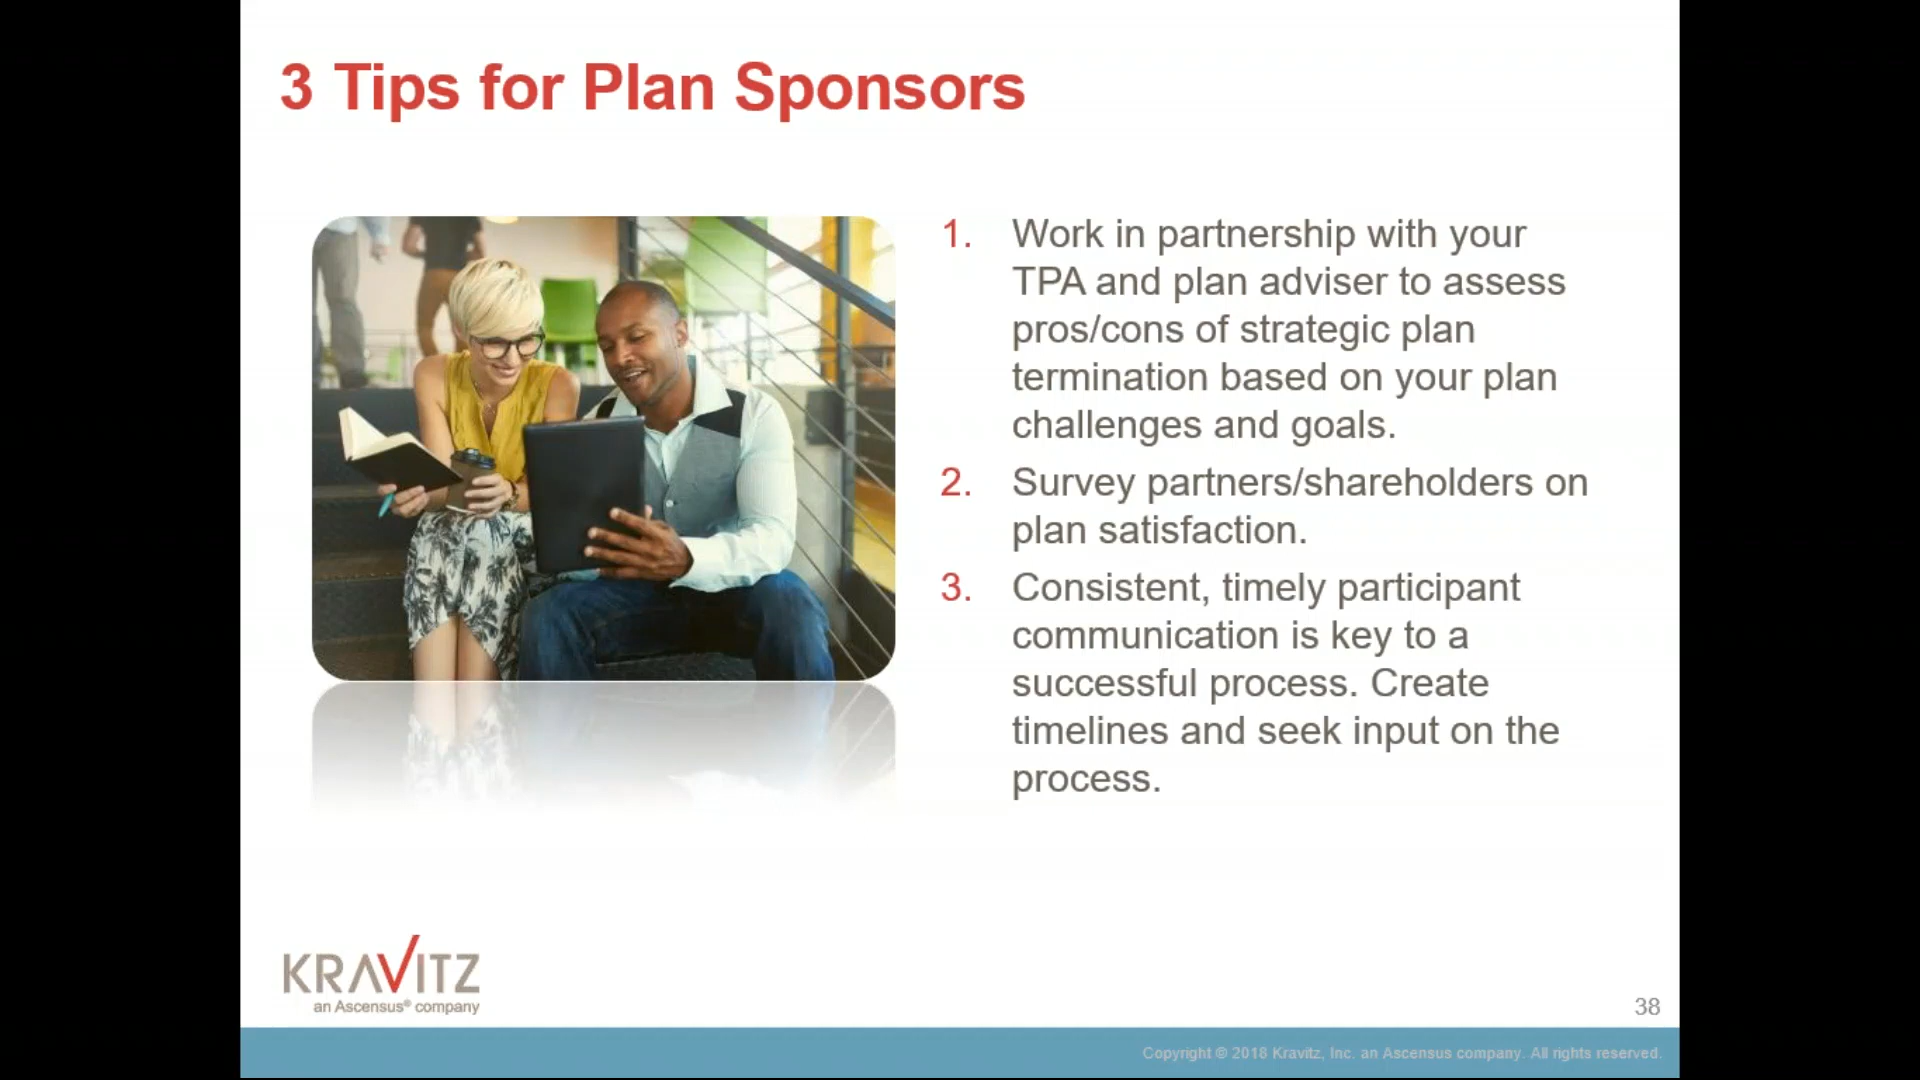 3 Tips for Plan Sponsors
1. Work in partnership with your
TPA and plan adviser to assess
pros/cons of strategic plan
termination based on your plan
challenges and goals.
2. Survey partners/shareholders on
plan satisfaction.
3. Consistent, timely participant
communication is key to a
successful process. Create
timelines and seek input on the
process.
KRAVITZ
an Ascensus® company
38
Copyright © 2018 Kravitz, Inc. an Ascensus company. All rights reserved.